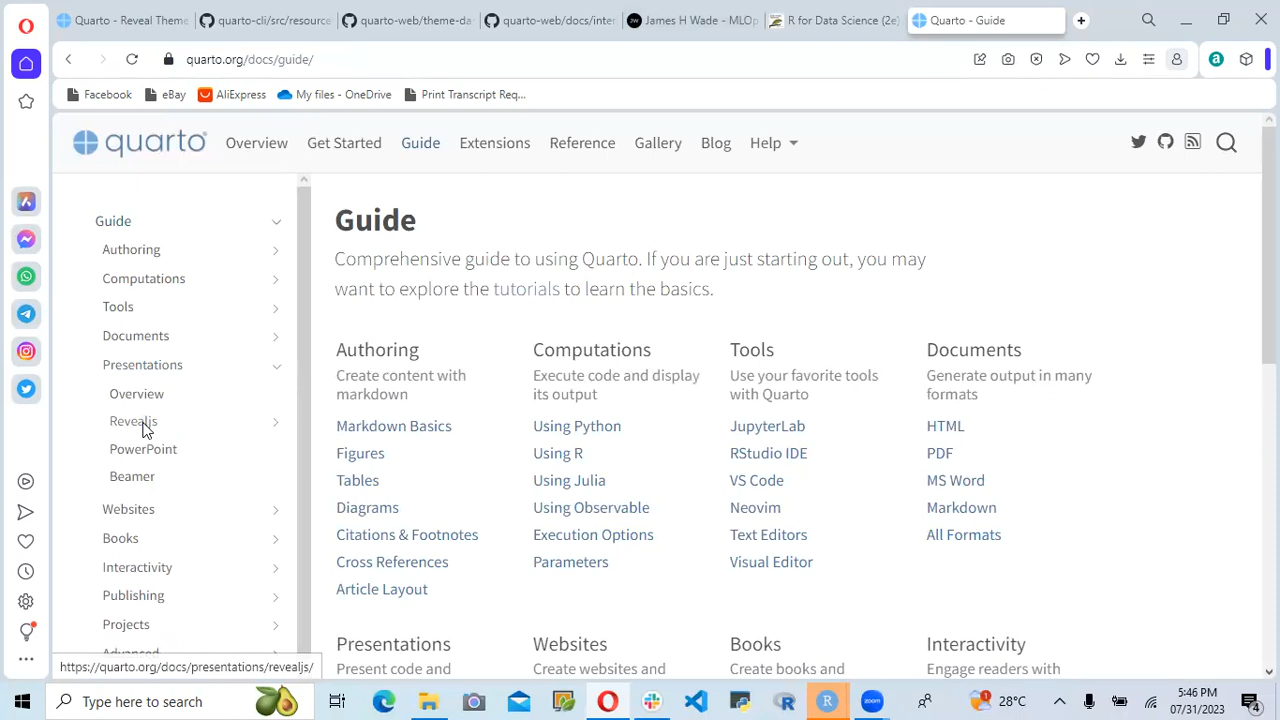 Quarto - Reveal Theme
quarto-cli/src/resource
quarto-web/theme-da
quarto-web/docs/inter
James H Wade - MLOp
R for Data Science (2e)
Quarto - Guide
quarto.org/docs/guide/
Facebook
eBay
AliExpress
My files - OneDrive
Print Transcript Req...
quarto
Overview
Get Started
Guide
Extensions
Reference
Gallery
Blog
Help
Guide
Authoring
Computations
Tools
Documents
Presentations
Overview
Revealjs
PowerPoint
Beamer
Websites
Books
Interactivity
Publishing
Projects
Advanced
https://quarto.org/docs/presentations/revealjs/
Guide
Comprehensive guide to using Quarto. If you are just starting out, you may
want to explore the tutorials to learn the basics.
Authoring
Create content with
markdown
Markdown Basics
Figures
Tables
Diagrams
Citations & Footnotes
Cross References
Article Layout
Computations
Execute code and display
its output
Using Python
Using R
Using Julia
Using Observable
Execution Options
Parameters
Tools
Use your favorite tools
with Quarto
JupyterLab
RStudio IDE
VS Code
Neovim
Text Editors
Visual Editor
Documents
Generate output in many
formats
HTML
PDF
MS Word
Markdown
All Formats
Presentations
Present code and
Websites
Create websites and
Books
Create books and
Interactivity
Engage readers with
Type here to search
zoom
1
28°C
5:46 PM
07/31/2023
4